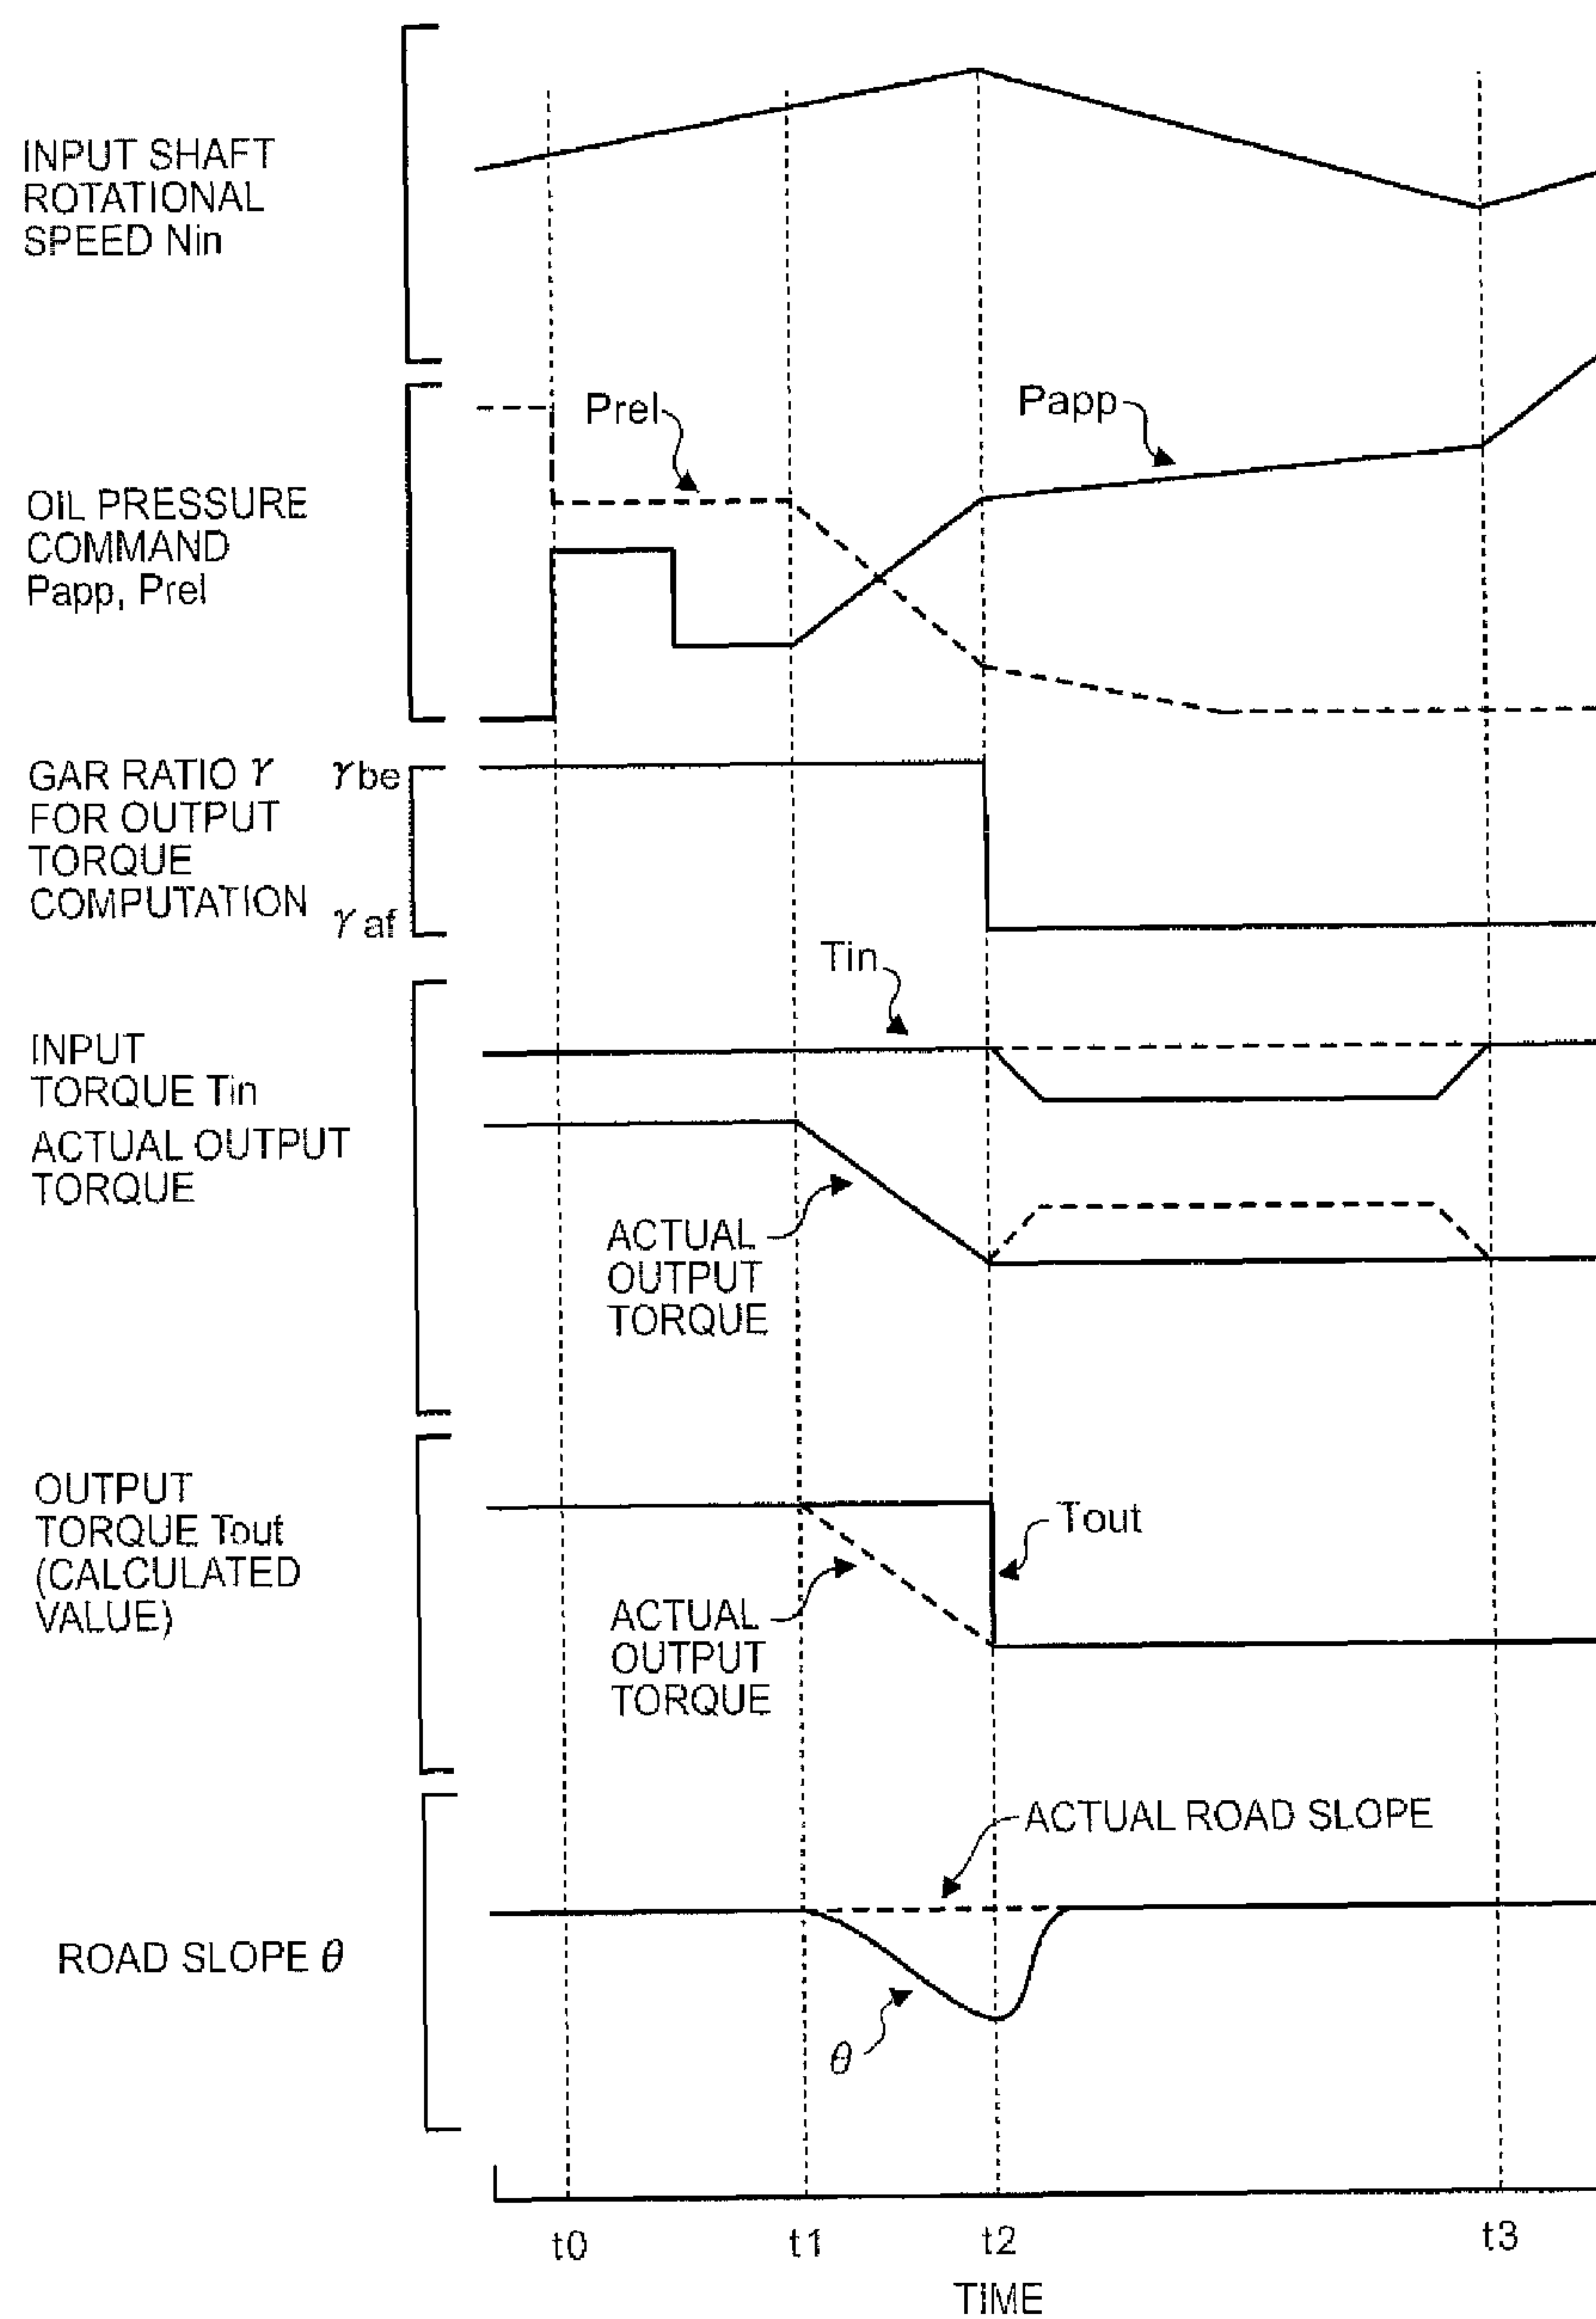 INPUT SHAFT
ROTATIONAL
SPEED Nin
Prel
Papp
OIL PRESSURE
COMMAND
Papp, Prel
GAR RATIO γ
FOR OUTPUT
TORQUE
COMPUTATION
γbe
γaf
Tin
INPUT
TORQUE Tin
ACTUAL OUTPUT
TORQUE
ACTUAL
OUTPUT
TORQUE
OUTPUT
TORQUE Tout
(CALCULATED
VALUE)
Tout
ACTUAL
OUTPUT
TORQUE
ACTUAL ROAD SLOPE
ROAD SLOPE θ
θ
t0
t1
t2
t3
TIME